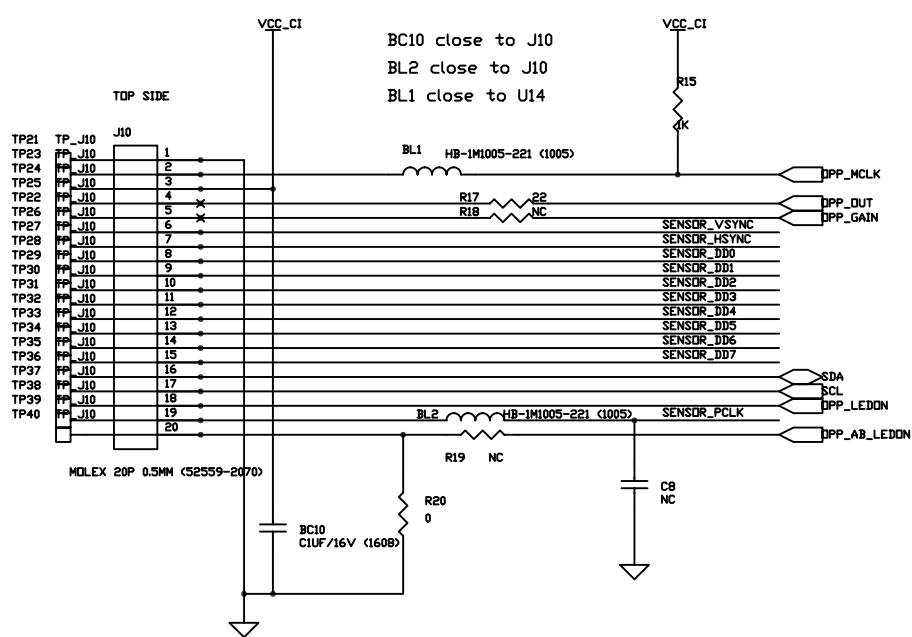 VCC_CI
VCC_CI
BC10 close to J10
BL2 close to J10
BL1 close to U14
R15
1K
TOP SIDE
J10
TP21 TP_J10
TP23 TP_J10
TP24 TP_J10
TP25 TP_J10
TP22 TP_J10
TP26 TP_J10
TP27 TP_J10
TP28 TP_J10
TP29 TP_J10
TP30 TP_J10
TP31 TP_J10
TP32 TP_J10
TP33 TP_J10
TP34 TP_J10
TP35 TP_J10
TP36 TP_J10
TP37 TP_J10
TP38 TP_J10
TP39 TP_J10
TP40 TP_J10
1
2
3
4
5
6
7
8
9
10
11
12
13
14
15
16
17
18
19
20
BL1 HB-1M1005-221 (1005)
OPP_MCLK
R17 22
OPP_OUT
R18 NC
OPP_GAIN
SENSOR_VSYNC
SENSOR_HSYNC
SENSOR_DD0
SENSOR_DD1
SENSOR_DD2
SENSOR_DD3
SENSOR_DD4
SENSOR_DD5
SENSOR_DD6
SENSOR_DD7
SDA
SCL
OPP_LEDON
BL2 HB-1M1005-221 (1005)
SENSOR_PCLK
OPP_AB_LEDON
R19 NC
MOLEX 20P 0.5MM (52559-2070)
R20
0
C8
NC
BC10
C1UF/16V (1608)